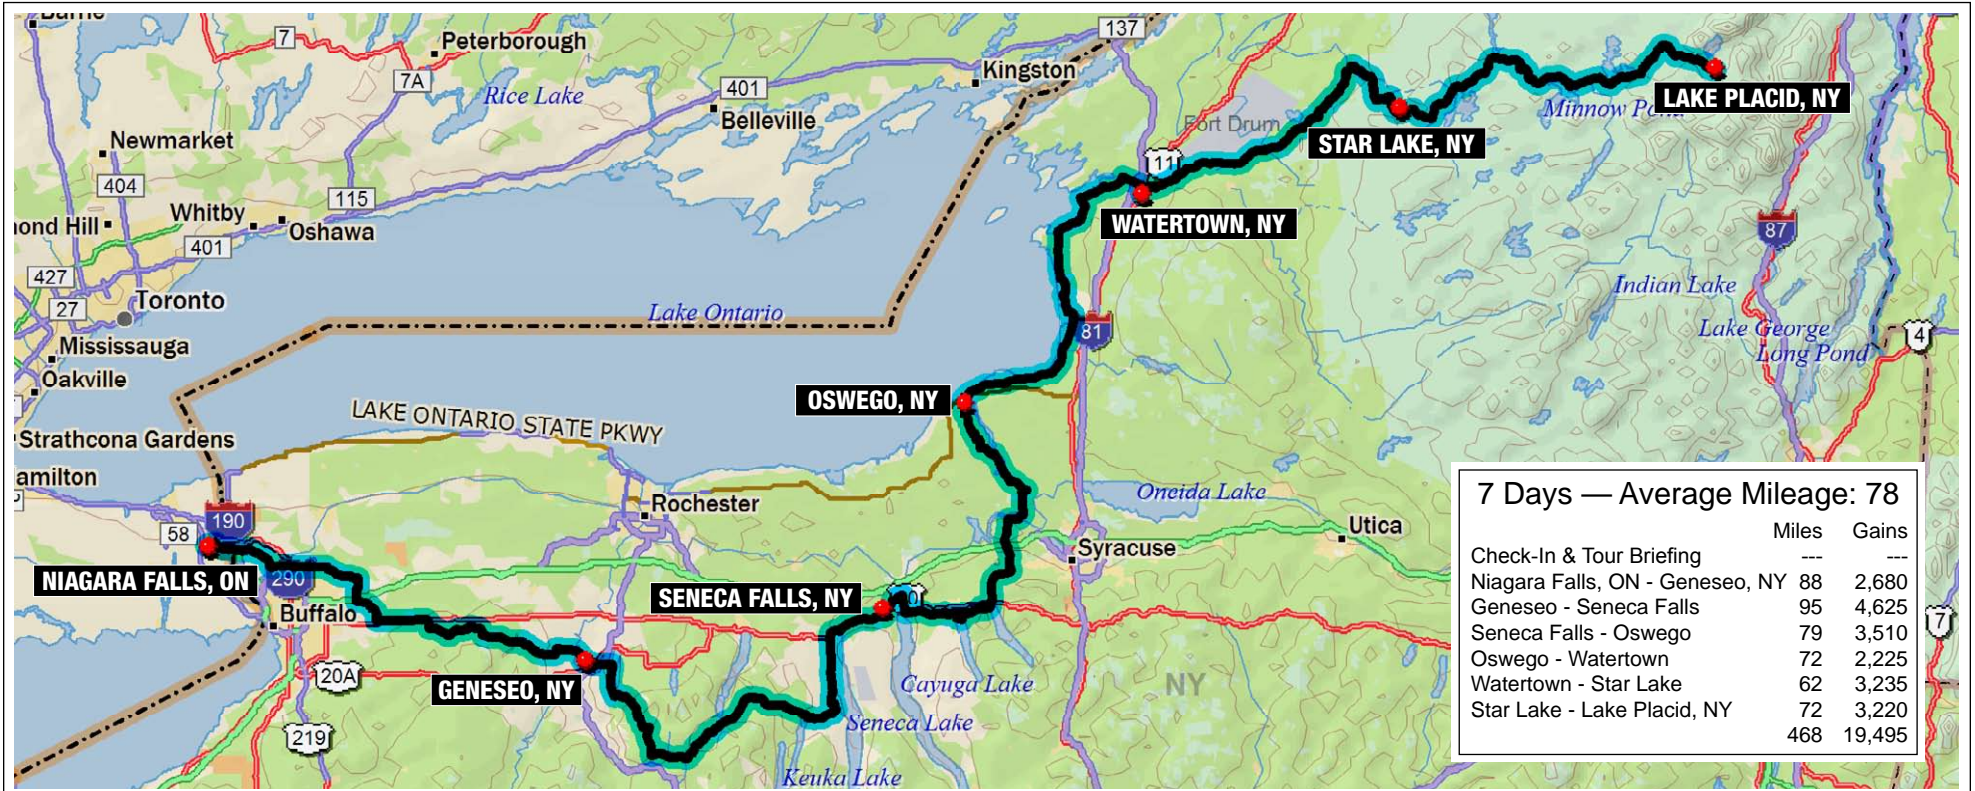 Barrie
7
Peterborough
137
7A
Kingston
Rice Lake
401
Belleville
LAKE PLACID, NY
Minnow Pond
Fort Drum
Newmarket
STAR LAKE, NY
11
404
115
Whitby
WATERTOWN, NY
mond Hill
Oshawa
87
401
427
Indian Lake
27
Toronto
Lake Ontario
81
Lake George
4
Mississauga
Long Pond
Oakville
OSWEGO, NY
LAKE ONTARIO STATE PKWY
Strathcona Gardens
amilton
Oneida Lake
Rochester
190
58
Utica
Syracuse
NIAGARA FALLS, ON
290
SENECA FALLS, NY
Buffalo
20A
GENESEO, NY
Cayuga Lake
NY
Seneca Lake
219
Keuka Lake
7
7 Days — Average Mileage: 78
Miles Gains
Check-In & Tour Briefing --- ---
Niagara Falls, ON - Geneseo, NY 88 2,680
Geneseo - Seneca Falls 95 4,625
Seneca Falls - Oswego 79 3,510
Oswego - Watertown 72 2,225
Watertown - Star Lake 62 3,235
Star Lake - Lake Placid, NY 72 3,220
468 19,495